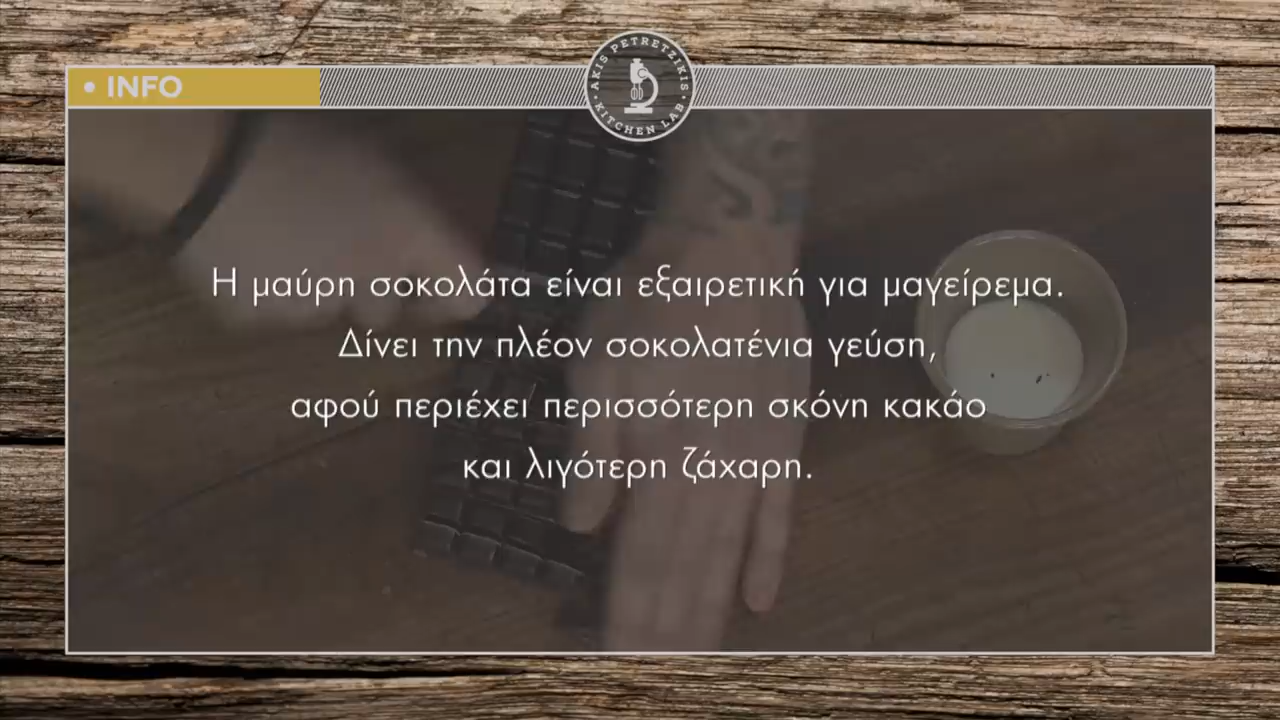 • INFO
AKIS PETRETZIKIS
• KITCHEN LAB •
Η μαύρη σοκολάτα είναι εξαιρετική για μαγείρεμα.
Δίνει την πλέον σοκολατένια γεύση,
αφού περιέχει περισσότερη σκόνη κακάο
και λιγότερη ζάχαρη.